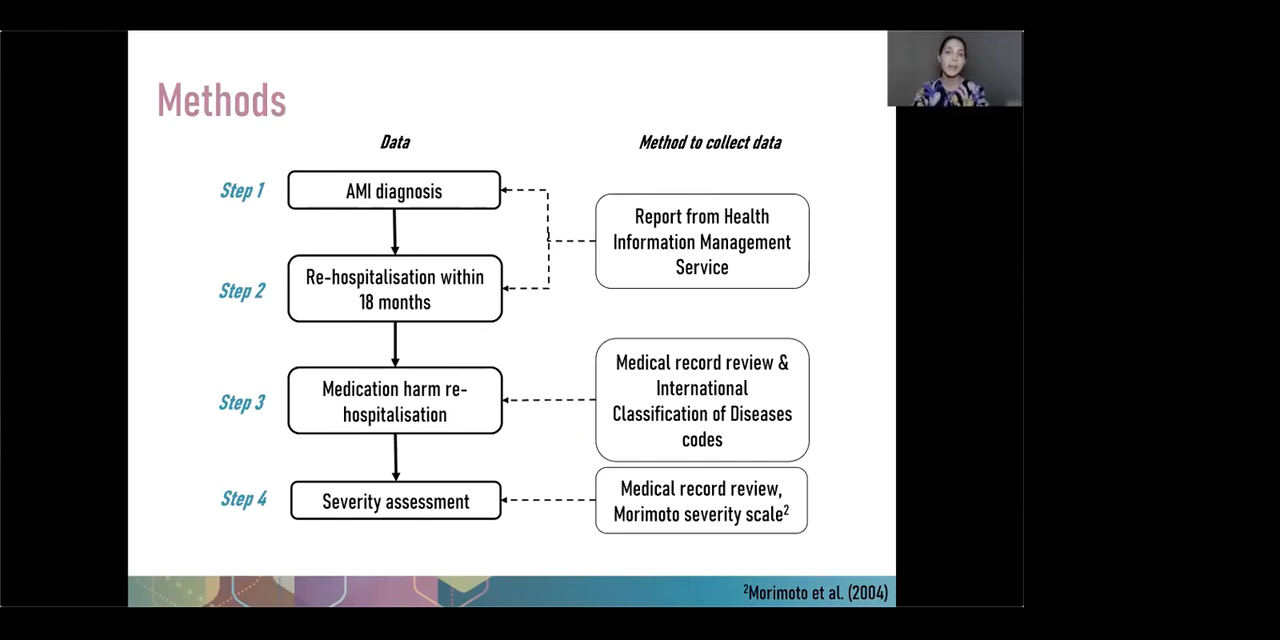 Methods
Data
Method to collect data
Step 1
AMI diagnosis
Report from Health
Information Management
Service
Step 2
Re-hospitalisation within
18 months
Step 3
Medication harm re-
hospitalisation
Medical record review &
International
Classification of Diseases
codes
Step 4
Severity assessment
Medical record review,
Morimoto severity scale²
²Morimoto et al. (2004)